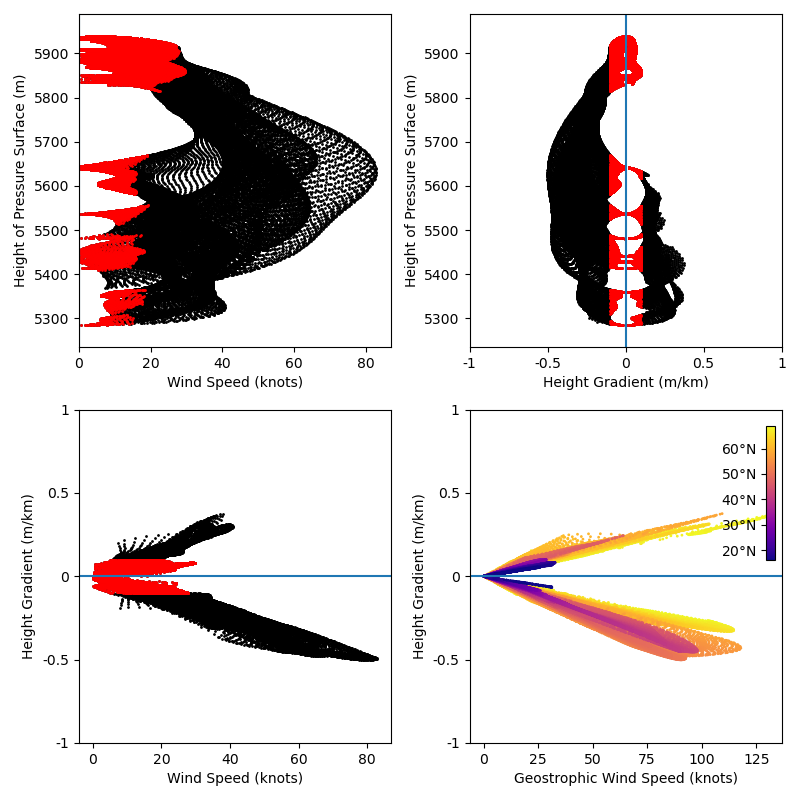 5900
5800
5700
5600
5500
5400
5300
Height of Pressure Surface (m)
0 20 40 60 80
Wind Speed (knots)
5900
5800
5700
5600
5500
5400
5300
Height of Pressure Surface (m)
-1 -0.5 0 0.5 1
Height Gradient (m/km)
1
0.5
0
-0.5
-1
Height Gradient (m/km)
0 20 40 60 80
Wind Speed (knots)
1
0.5
0
-0.5
-1
Height Gradient (m/km)
60°N
50°N
40°N
30°N
20°N
0 25 50 75 100 125
Geostrophic Wind Speed (knots)